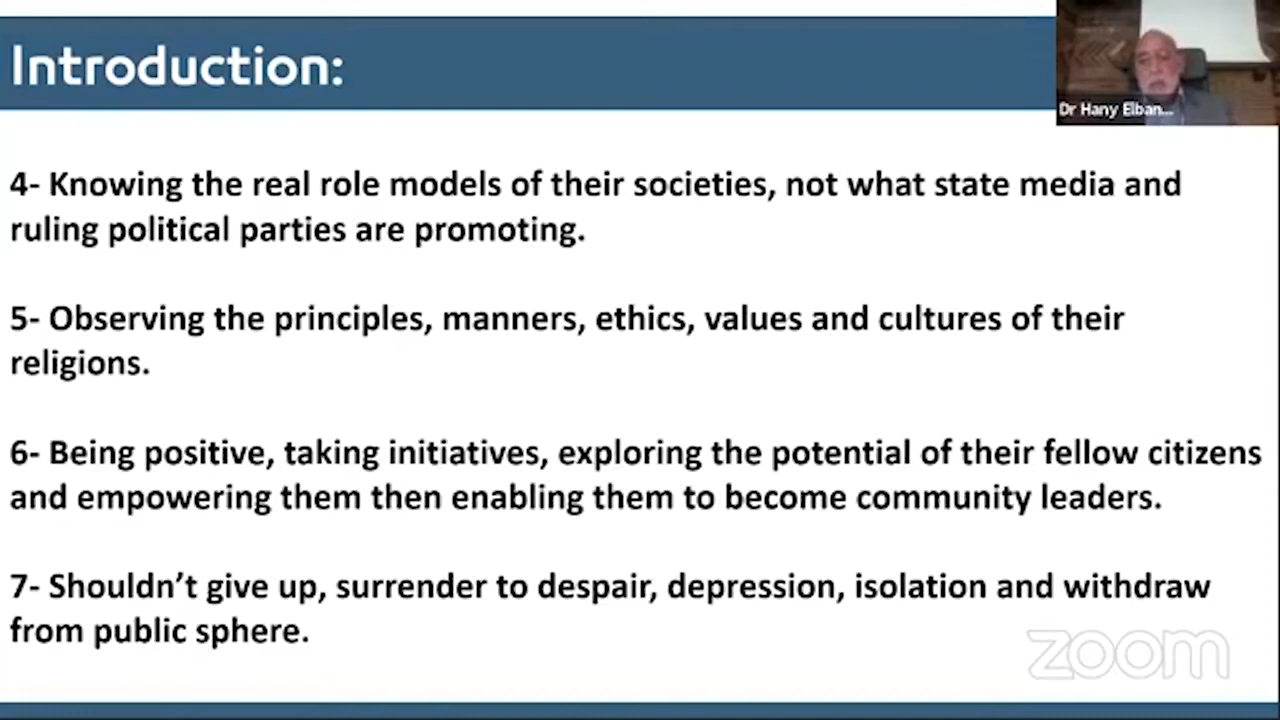 Introduction:
Dr Hany Elban...
4- Knowing the real role models of their societies, not what state media and
ruling political parties are promoting.
5- Observing the principles, manners, ethics, values and cultures of their
religions.
6- Being positive, taking initiatives, exploring the potential of their fellow citizens
and empowering them then enabling them to become community leaders.
7- Shouldn’t give up, surrender to despair, depression, isolation and withdraw
from public sphere.
zoom